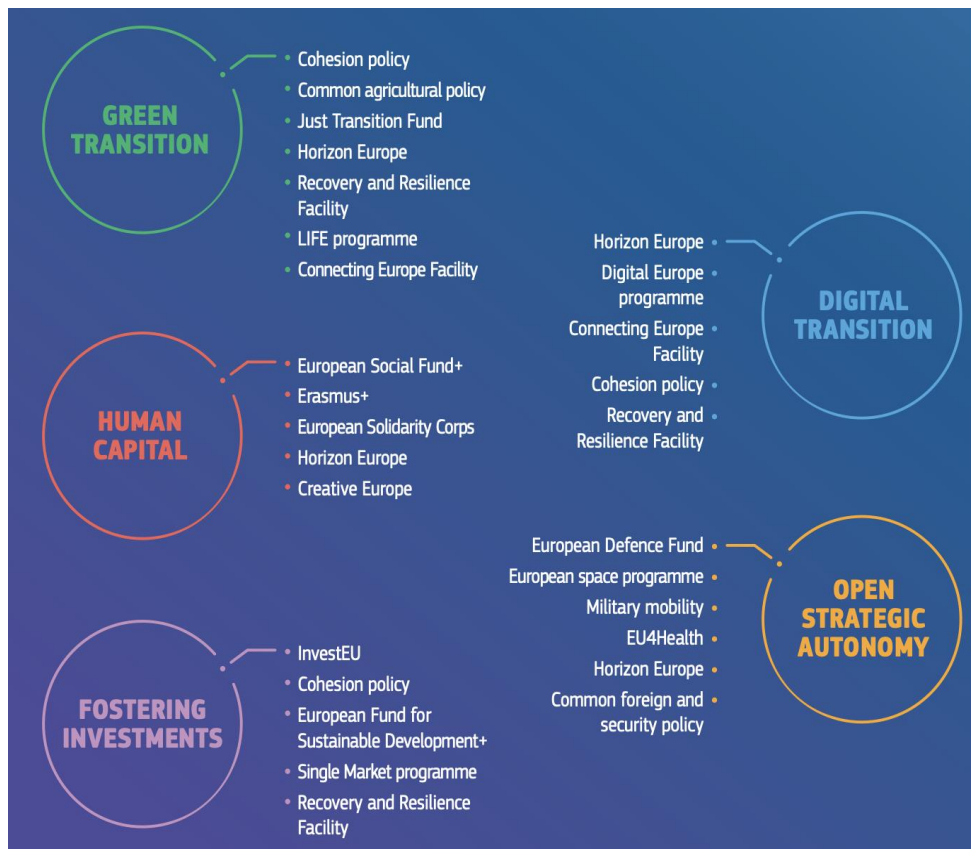 GREEN
TRANSITION
Cohesion policy
Common agricultural policy
Just Transition Fund
Horizon Europe
Recovery and Resilience
Facility
LIFE programme
Connecting Europe Facility
DIGITAL
TRANSITION
Horizon Europe
Digital Europe
programme
Connecting Europe
Facility
Cohesion policy
Recovery and
Resilience Facility
HUMAN
CAPITAL
European Social Fund+
Erasmus+
European Solidarity Corps
Horizon Europe
Creative Europe
OPEN
STRATEGIC
AUTONOMY
European Defence Fund
European space programme
Military mobility
EU4Health
Horizon Europe
Common foreign and
security policy
FOSTERING
INVESTMENTS
InvestEU
Cohesion policy
European Fund for
Sustainable Development+
Single Market programme
Recovery and Resilience
Facility